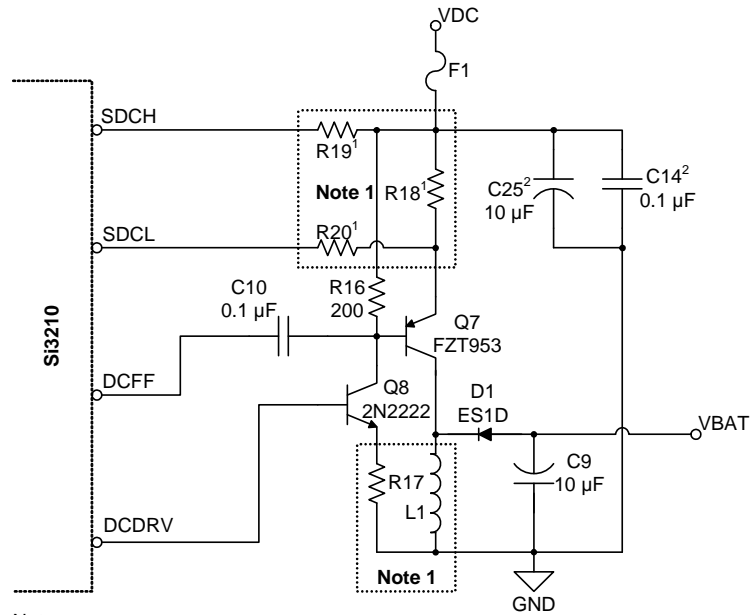 VDC
F1
SDCH
R19¹
Note 1
R18¹
C25²
10 µF
C14²
0.1 µF
SDCL
R20¹
Si3210
C10
0.1 µF
R16
200
Q7
FZT953
DCFF
Q8
2N2222
D1
ES1D
VBAT
R17
L1
C9
10 µF
DCDRV
Note 1
GND